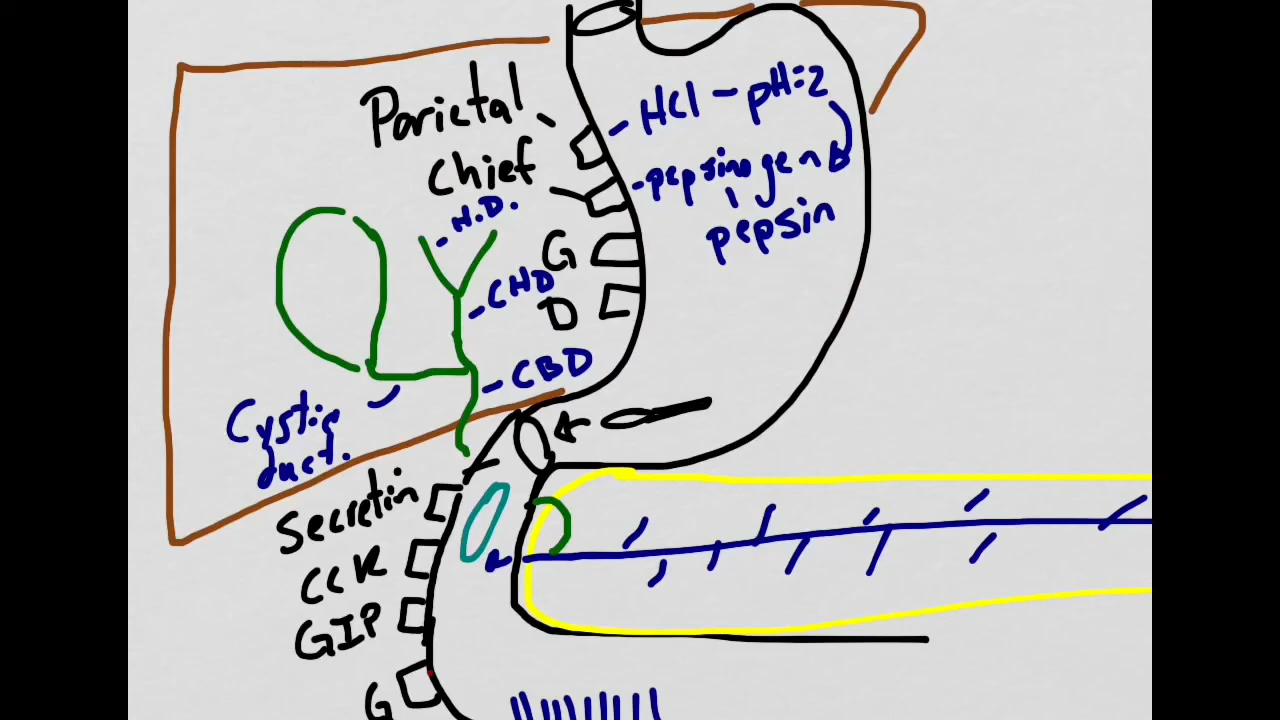 Parietal
HCl - pH=2
Chief
pepsinogen
pepsin
H.D.
G
CHD
D
CBD
Cystic
duct.
Secretin
CCK
GIP
G